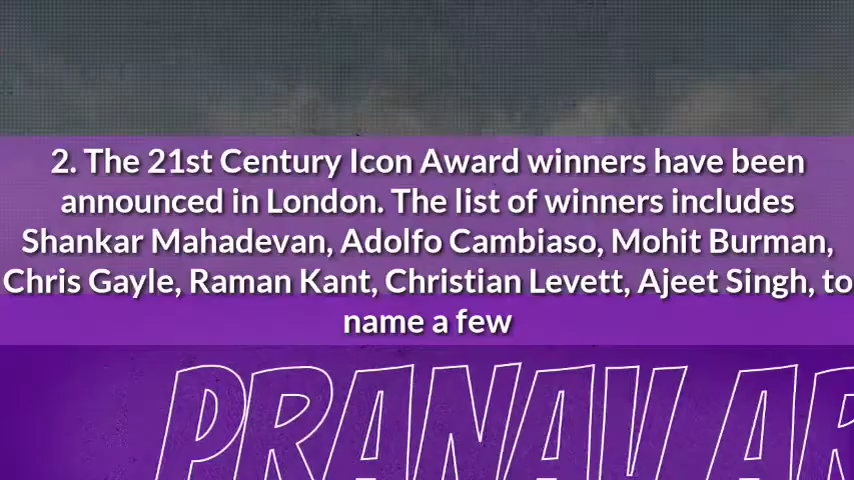 2. The 21st Century Icon Award winners have been
announced in London. The list of winners includes
Shankar Mahadevan, Adolfo Cambiaso, Mohit Burman,
Chris Gayle, Raman Kant, Christian Levett, Ajeet Singh, to
name a few
PRANAV